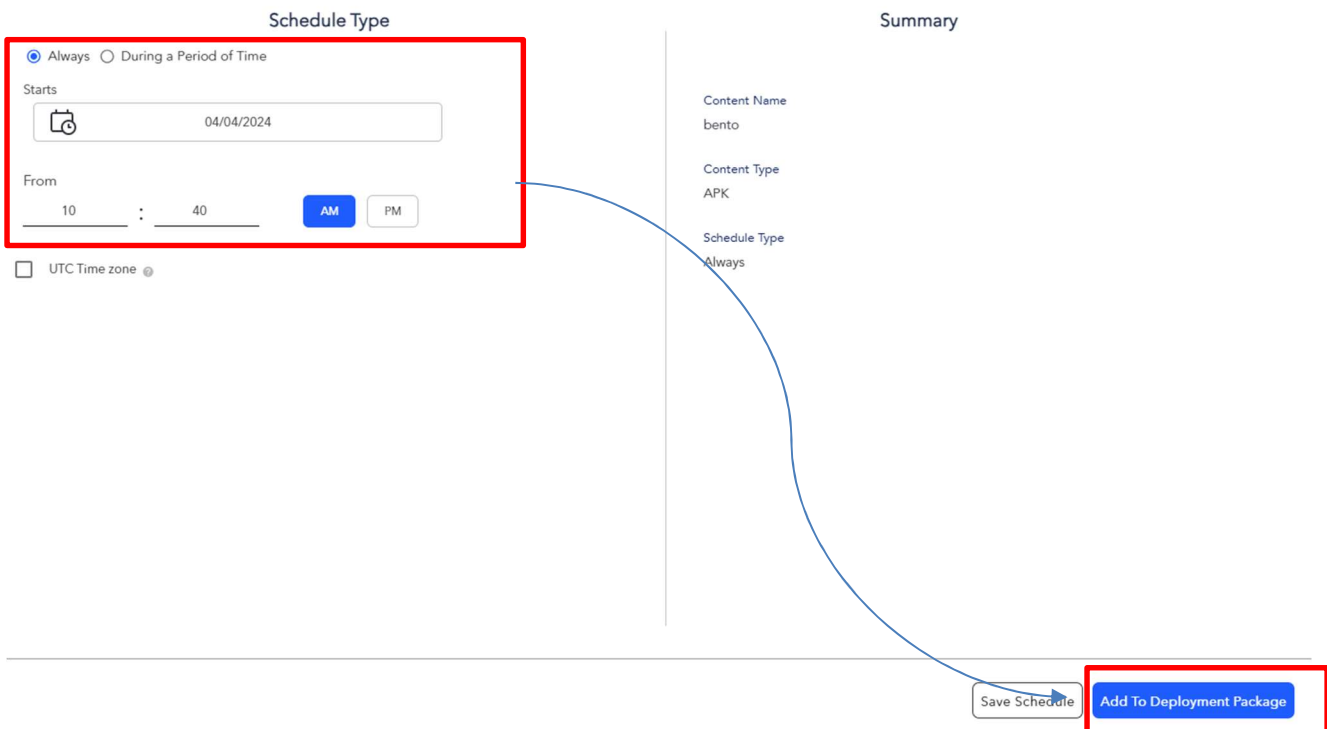 Schedule Type
Always During a Period of Time
Starts
04/04/2024
From
10 : 40 AM PM
UTC Time zone
Summary
Content Name
bento
Content Type
APK
Schedule Type
Always
Save Schedule
Add To Deployment Package